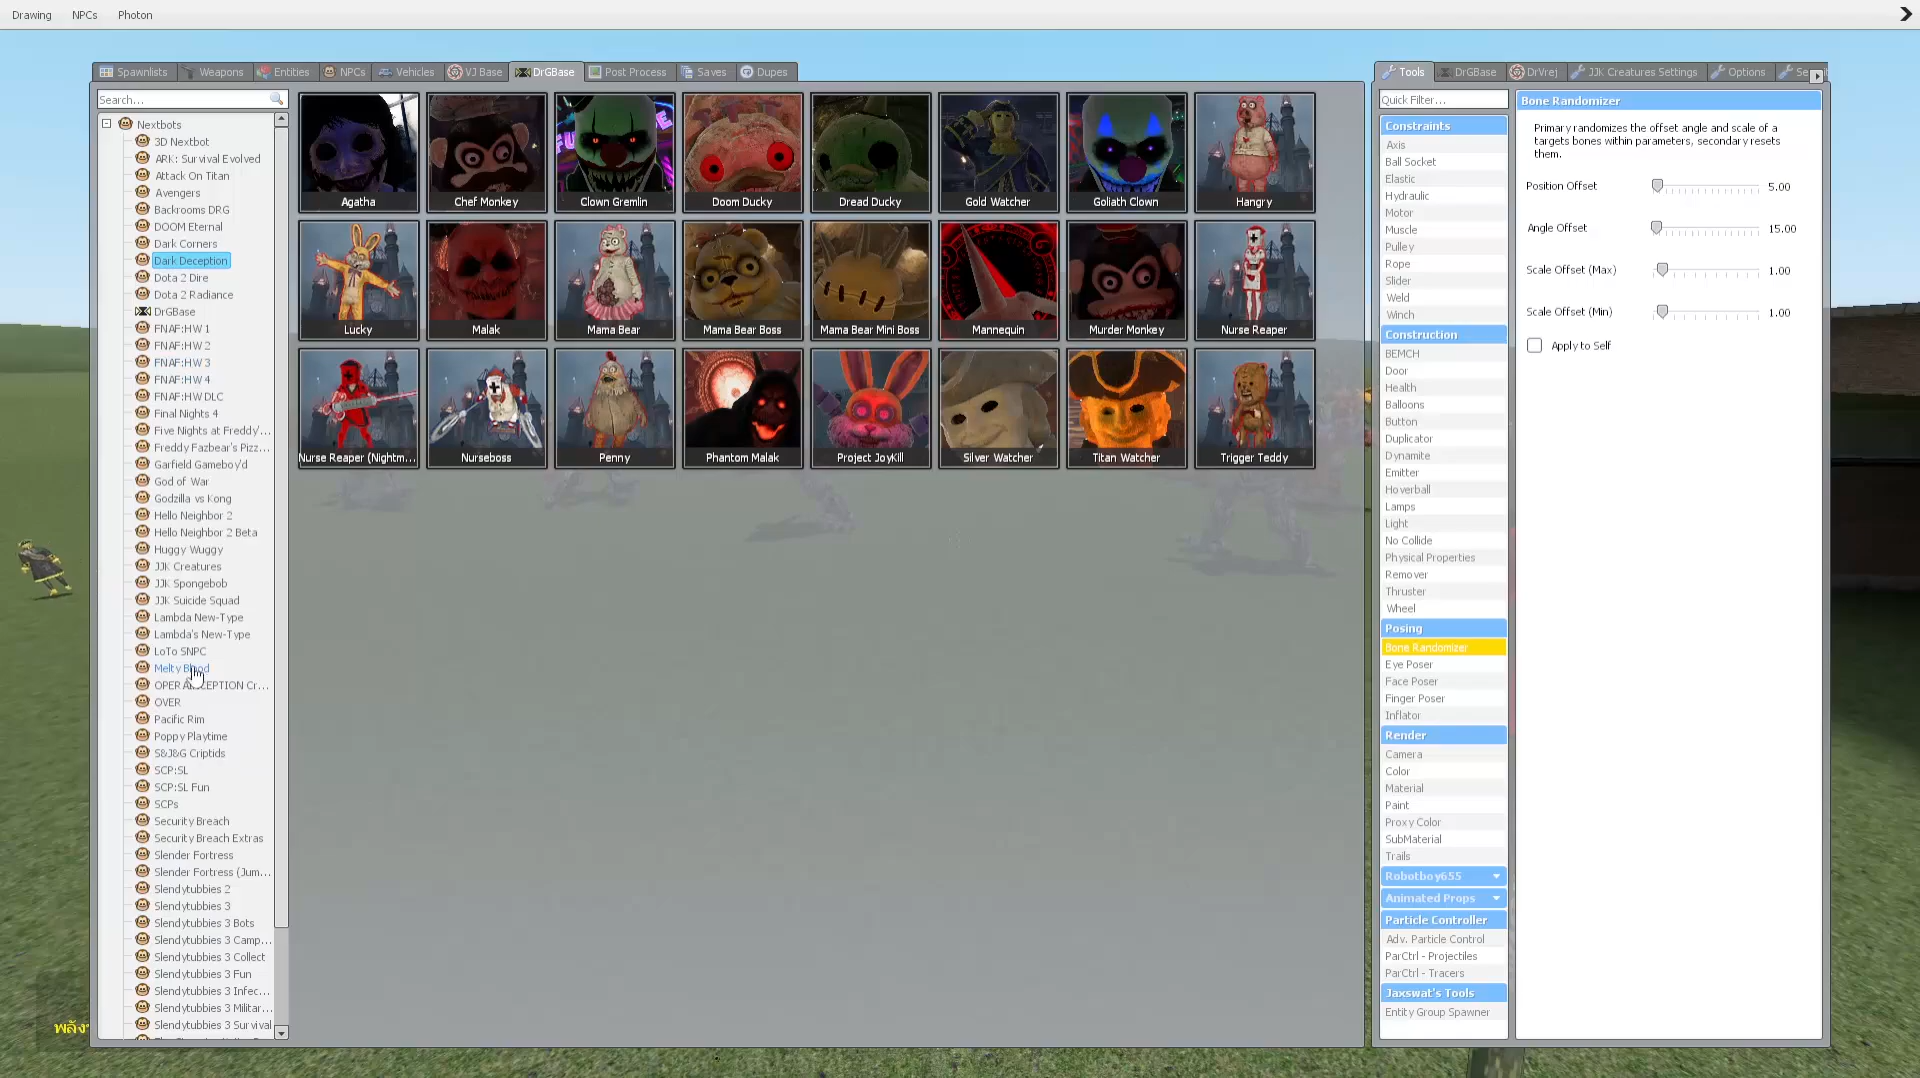 Drawing NPCs Photon
Spawnlists Weapons Entities NPCs Vehicles VJ Base DrGBase Post Process Saves Dupes
Search...
Nextbots
3D Nextbot
ARK: Survival Evolved
Attack On Titan
Avengers
Backrooms DRG
DOOM Eternal
Dark Corners
Dark Deception
Dota 2 Dire
Dota 2 Radiance
DrGBase
FNAF:HW 1
FNAF:HW 2
FNAF:HW 3
FNAF:HW 4
FNAF:HW DLC
Final Nights 4
Five Nights at Freddy'...
Freddy Fazbear's Pizz...
Garfield Gameboy'd
God of War
Godzilla vs Kong
Hello Neighbor 2
Hello Neighbor 2 Beta
Huggy Wuggy
JJK Creatures
JJK Spongebob
JJK Suicide Squad
Lambda New-Type
Lambda's New-Type
LoTo SNPC
Melty Blood
OVER
Pacific Rim
Poppy Playtime
S&J&G Criptids
SCP:SL
SCP:SL Fun
SCPs
Security Breach
Security Breach Extras
Slender Fortress
Slender Fortress (Jum...
Slendytubbies 2
Slendytubbies 3
Slendytubbies 3 Bots
Slendytubbies 3 Camp...
Slendytubbies 3 Collect
Slendytubbies 3 Fun
Slendytubbies 3 Infec...
Slendytubbies 3 Militar...
Slendytubbies 3 Survival
Agatha Chef Monkey Clown Gremlin Doom Ducky Dread Ducky Gold Watcher Goliath Clown Hangry
Lucky Malak Mama Bear Mama Bear Boss Mama Bear Mini Boss Mannequin Murder Monkey Nurse Reaper
Nurse Reaper (Nightm... Nurseboss Penny Phantom Malak Project JoyKill Silver Watcher Titan Watcher Trigger Teddy
Tools DrGBase DrVrej JJK Creatures Settings Options
Quick Filter...
Constraints
Axis
Ball Socket
Elastic
Hydraulic
Motor
Muscle
Pulley
Rope
Slider
Weld
Winch
Construction
BEMCH
Door
Health
Balloons
Button
Duplicator
Dynamite
Emitter
Hoverball
Lamps
Light
No Collide
Physical Properties
Remover
Thruster
Wheel
Posing
Bone Randomizer
Eye Poser
Face Poser
Finger Poser
Inflator
Render
Camera
Color
Material
Paint
Proxy Color
SubMaterial
Trails
Robotboy655
Animated Props
Particle Controller
Adv. Particle Control
ParCtrl - Projectiles
ParCtrl - Tracers
Jaxswat's Tools
Entity Group Spawner
Bone Randomizer
Primary randomizes the offset angle and scale of a
targets bones within parameters, secondary resets
them.
Position Offset 5.00
Angle Offset 15.00
Scale Offset (Max) 1.00
Scale Offset (Min) 1.00
Apply to Self